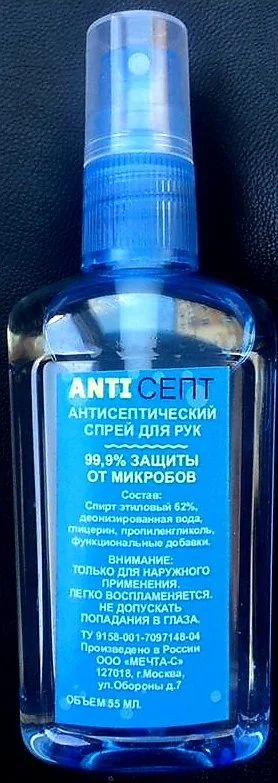 ANTI СЕПТ
АНТИСЕПТИЧЕСКИЙ
СПРЕЙ ДЛЯ РУК
99,9% ЗАЩИТЫ
ОТ МИКРОБОВ
Состав:
Спирт этиловый 62%,
деонизированная вода,
глицерин, пропиленгликоль,
функциональные добавки.
ВНИМАНИЕ:
ТОЛЬКО ДЛЯ НАРУЖНОГО
ПРИМЕНЕНИЯ.
ЛЕГКО ВОСПЛАМЕНЯЕТСЯ.
НЕ ДОПУСКАТЬ
ПОПАДАНИЯ В ГЛАЗА.
ТУ 9158-001-7097148-04
Произведено в России
ООО «МЕЧТА-С»
127018, г.Москва,
ул.Обороны д.7
ОБЪЕМ 55 МЛ.